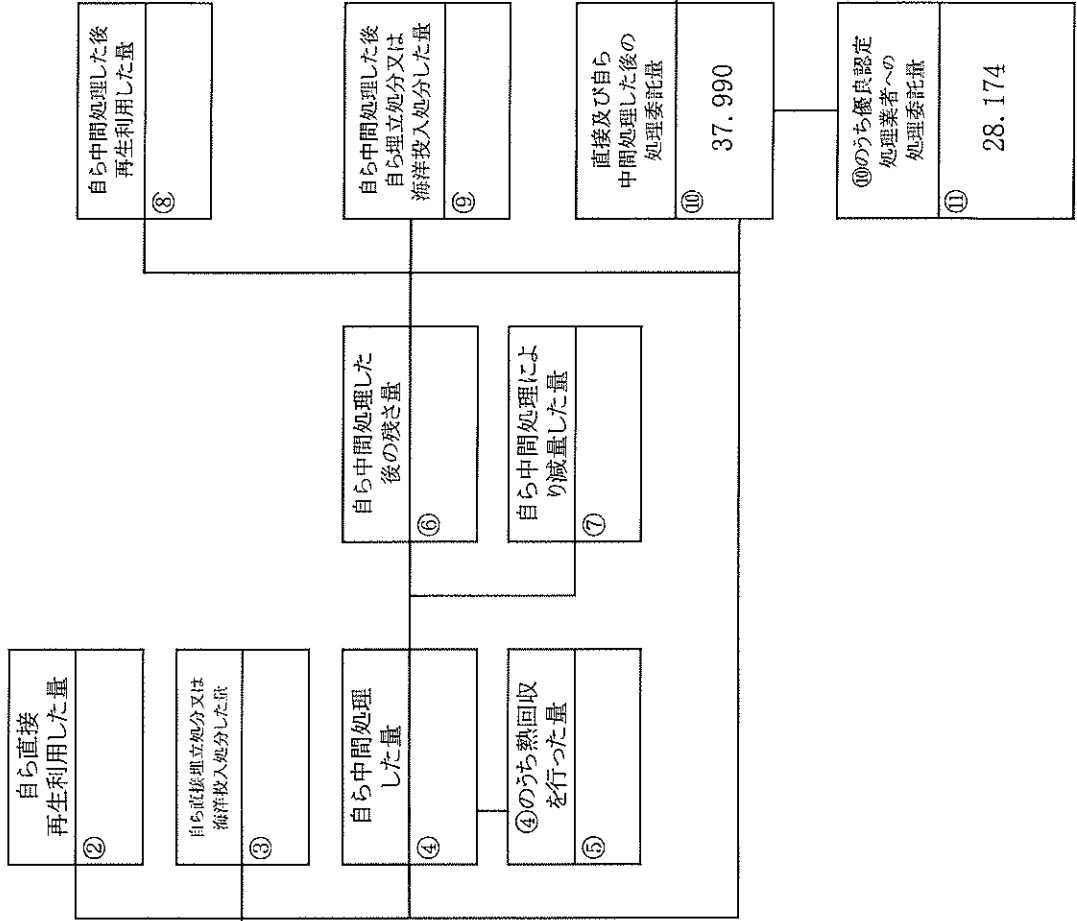 自ら直接
再生利用した量
②
自ら直接埋立処分又は
海洋投入処分した量
③
自ら中間処理
した量
④
④のうち熱回収
を行った量
⑤
自ら中間処理した
後の残さ量
⑥
自ら中間処理によ
り減量した量
⑦
自ら中間処理した後
再生利用した量
⑧
自ら中間処理した後
自ら埋立処分又は
海洋投入処分した量
⑨
直接及び自ら
中間処理した後の
処理委託量
⑩
37.990
⑩のうち優良認定
処理業者への
処理委託量
⑪
28.174